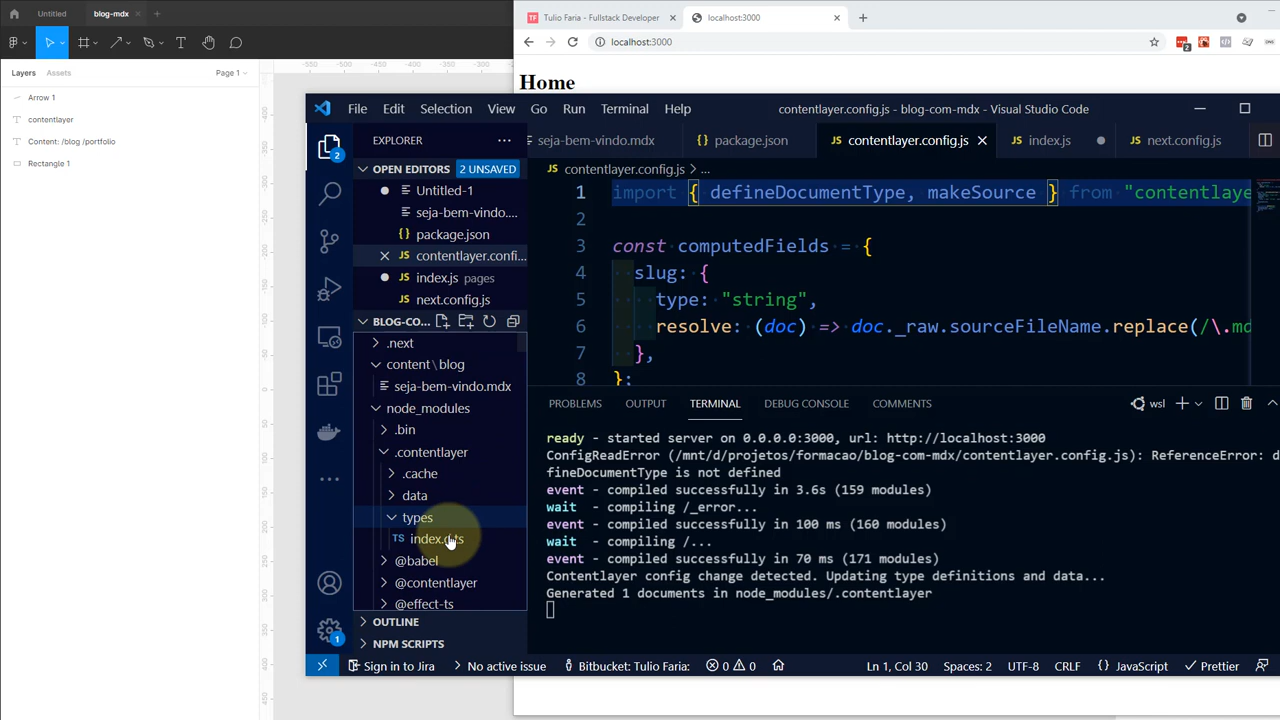 Untitled
blog-mdx
Layers
Assets
Page 1
Arrow 1
contentlayer
Content: /blog /portfolio
Rectangle 1
-550
-500
-450
-400
-350
-300
Tulio Faria - Fullstack Developer
localhost:3000
localhost:3000
Home
File Edit Selection View Go Run Terminal Help
contentlayer.config.js - blog-com-mdx - Visual Studio Code
EXPLORER
OPEN EDITORS
2 UNSAVED
Untitled-1
seja-bem-vindo....
package.json
contentlayer.confi...
index.js pages
next.config.js
BLOG-CO...
.next
content\blog
seja-bem-vindo.mdx
node_modules
.bin
.contentlayer
.cache
data
types
TS index.d.ts
@babel
@contentlayer
@effect-ts
OUTLINE
NPM SCRIPTS
seja-bem-vindo.mdx
package.json
JS contentlayer.config.js
JS index.js
JS next.config.js
JS contentlayer.config.js > ...
1 import { defineDocumentType, makeSource } from "contentlaye
2
3 const computedFields = {
4 slug: {
5 type: "string",
6 resolve: (doc) => doc._raw.sourceFileName.replace(/\.md
7 },
8 };
PROBLEMS OUTPUT TERMINAL DEBUG CONSOLE COMMENTS
wsl
ready - started server on 0.0.0.0:3000, url: http://localhost:3000
ConfigReadError (/mnt/d/projetos/formacao/blog-com-mdx/contentlayer.config.js): ReferenceError: d
fineDocumentType is not defined
event - compiled successfully in 3.6s (159 modules)
wait - compiling /_error...
event - compiled successfully in 100 ms (160 modules)
wait - compiling /...
event - compiled successfully in 70 ms (171 modules)
Contentlayer config change detected. Updating type definitions and data...
Generated 1 documents in node_modules/.contentlayer
Sign in to Jira
No active issue
Bitbucket: Tulio Faria:
0 0
Ln 1, Col 30
Spaces: 2
UTF-8
CRLF
JavaScript
Prettier